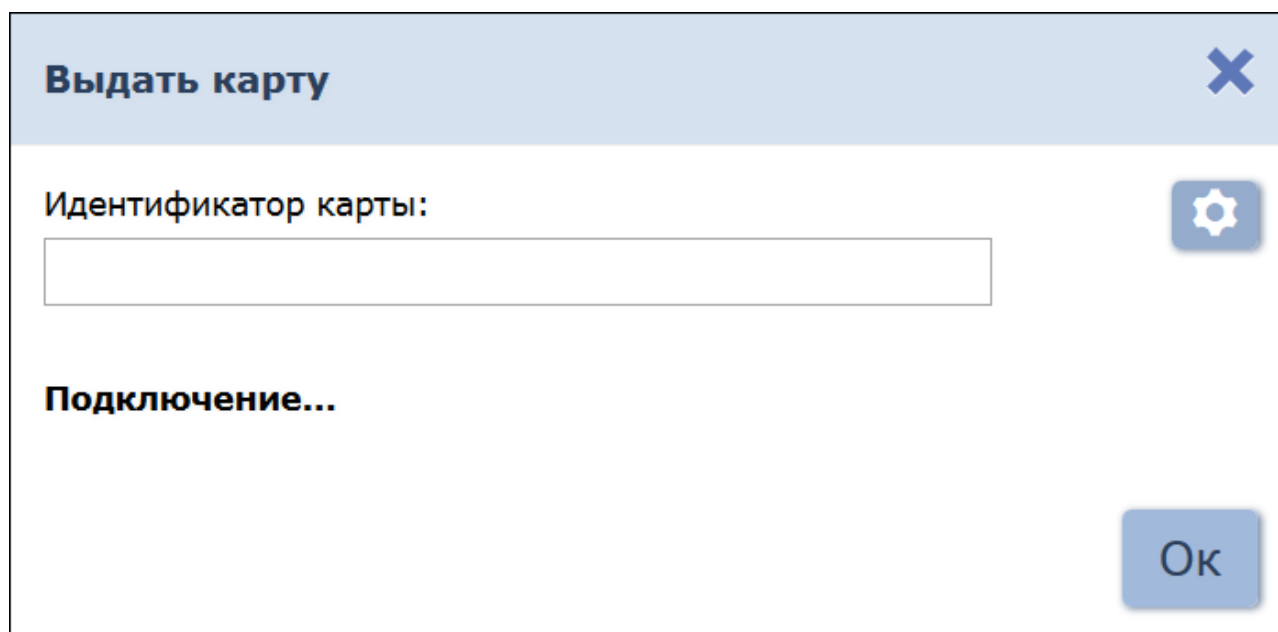 Выдать карту
Идентификатор карты:
Подключение...
Ок